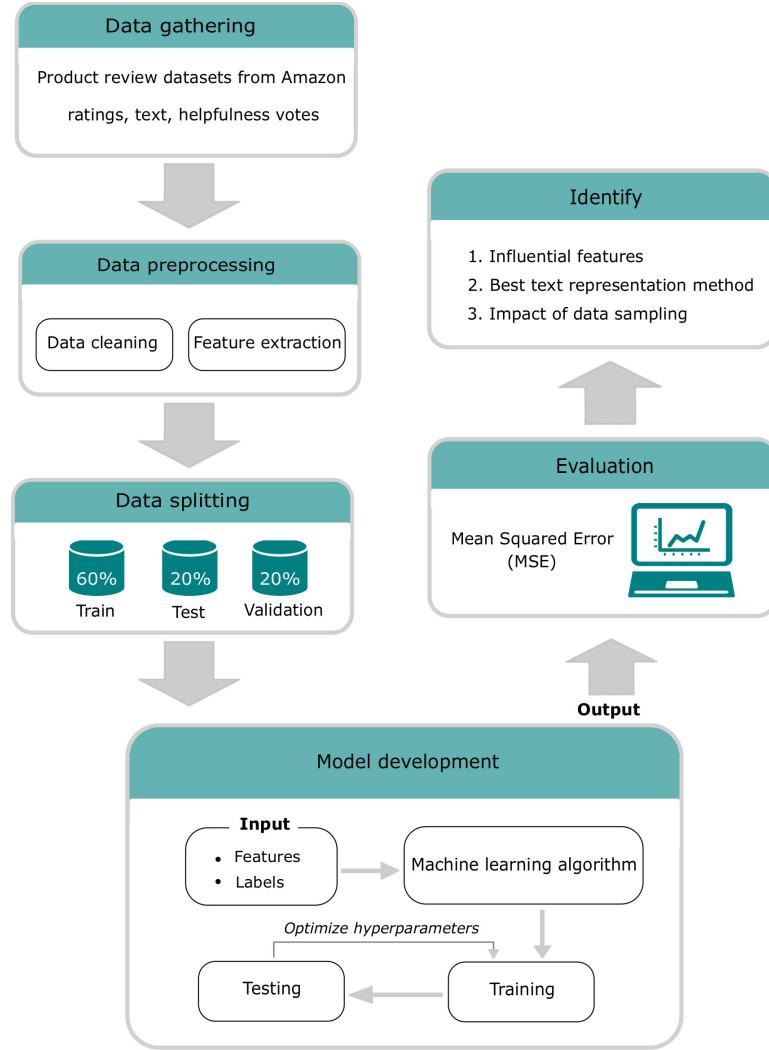 Data gathering
Product review datasets from Amazon
ratings, text, helpfulness votes
Data preprocessing
Data cleaning
Feature extraction
Data splitting
60%
20%
20%
Train
Test
Validation
Model development
Input
• Features
• Labels
Machine learning algorithm
Optimize hyperparameters
Testing
Training
Output
Evaluation
Mean Squared Error
(MSE)
Identify
1. Influential features
2. Best text representation method
3. Impact of data sampling